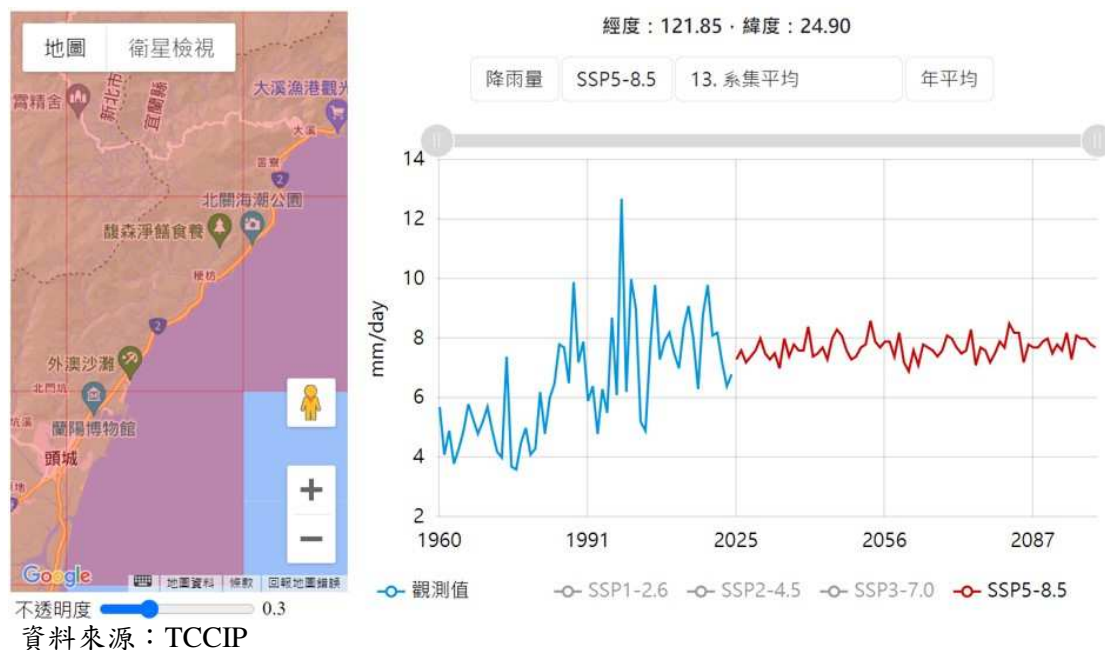 地圖
衛星檢視
霄精舍
新北市
宜蘭縣
大溪漁港觀光
大溪
2
北關海潮公園
馥森淨饍食養
梗枋
2
外澳沙灘
北門坑
蘭陽博物館
坑溪
頭城
Google
地圖資料
條款
回報地圖錯誤
不透明度
0.3
資料來源：TCCIP
經度：121.85，緯度：24.90
降雨量
SSP5-8.5
13. 系集平均
年平均
mm/day
14
12
10
8
6
4
2
1960
1991
2025
2056
2087
觀測值
SSP1-2.6
SSP2-4.5
SSP3-7.0
SSP5-8.5